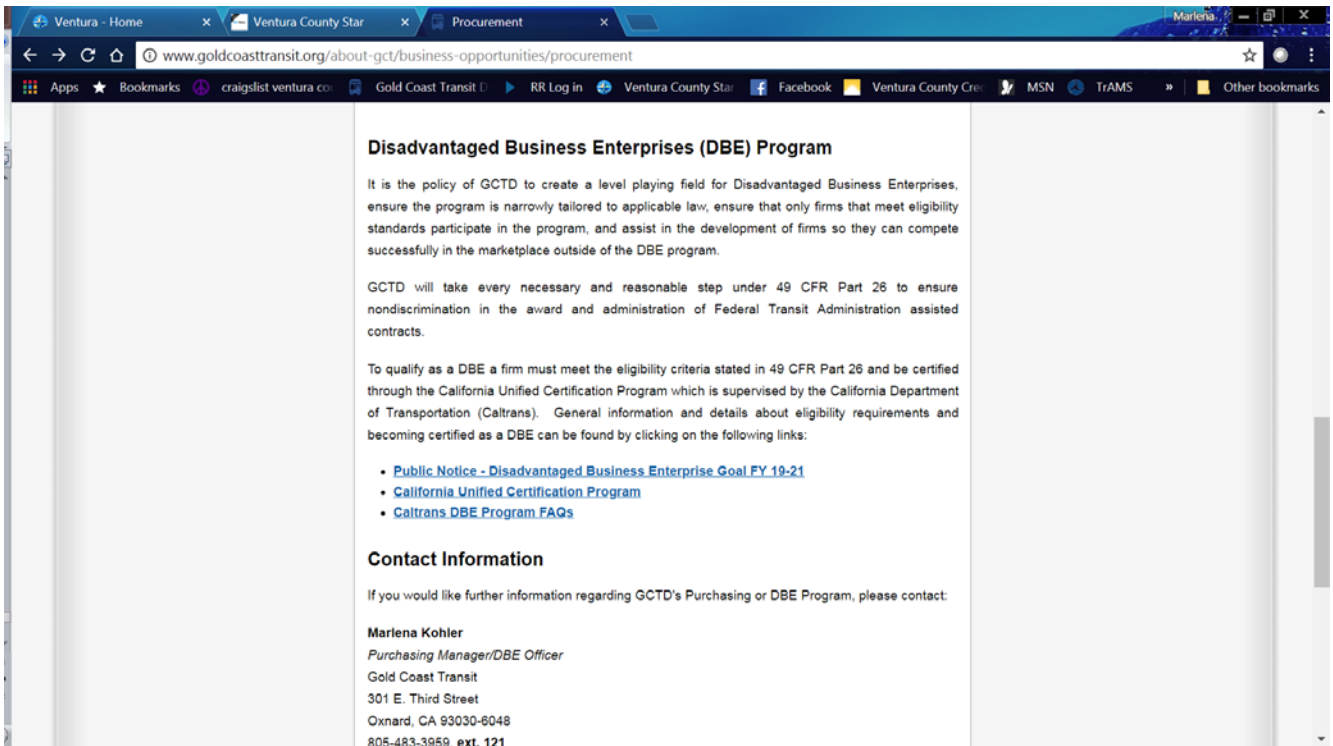 Ventura - Home
Ventura County Star
Procurement
Marlena
www.goldcoasttransit.org/about-gct/business-opportunities/procurement
Apps Bookmarks craigslist ventura co Gold Coast Transit D RR Log in Ventura County Star Facebook Ventura County Cre MSN TrAMS » Other bookmarks
Disadvantaged Business Enterprises (DBE) Program
It is the policy of GCTD to create a level playing field for Disadvantaged Business Enterprises,
ensure the program is narrowly tailored to applicable law, ensure that only firms that meet eligibility
standards participate in the program, and assist in the development of firms so they can compete
successfully in the marketplace outside of the DBE program.
GCTD will take every necessary and reasonable step under 49 CFR Part 26 to ensure
nondiscrimination in the award and administration of Federal Transit Administration assisted
contracts.
To qualify as a DBE a firm must meet the eligibility criteria stated in 49 CFR Part 26 and be certified
through the California Unified Certification Program which is supervised by the California Department
of Transportation (Caltrans). General information and details about eligibility requirements and
becoming certified as a DBE can be found by clicking on the following links:
• Public Notice - Disadvantaged Business Enterprise Goal FY 19-21
• California Unified Certification Program
• Caltrans DBE Program FAQs
Contact Information
If you would like further information regarding GCTD's Purchasing or DBE Program, please contact:
Marlena Kohler
Purchasing Manager/DBE Officer
Gold Coast Transit
301 E. Third Street
Oxnard, CA 93030-6048
805-483-3959, ext. 121